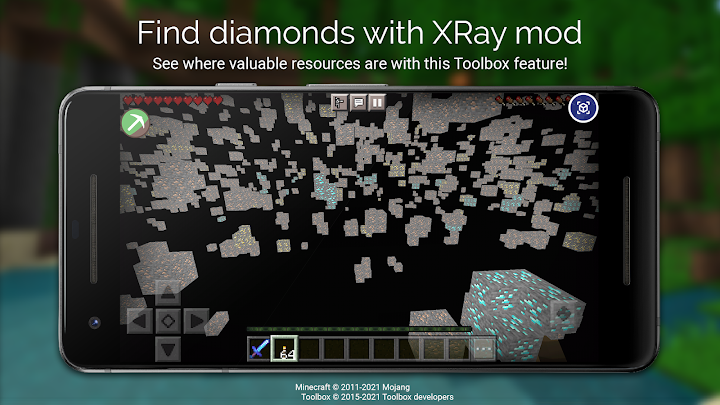 Find diamonds with XRay mod
See where valuable resources are with this Toolbox feature!
64
Minecraft © 2011-2021 Mojang
Toolbox © 2015-2021 Toolbox developers